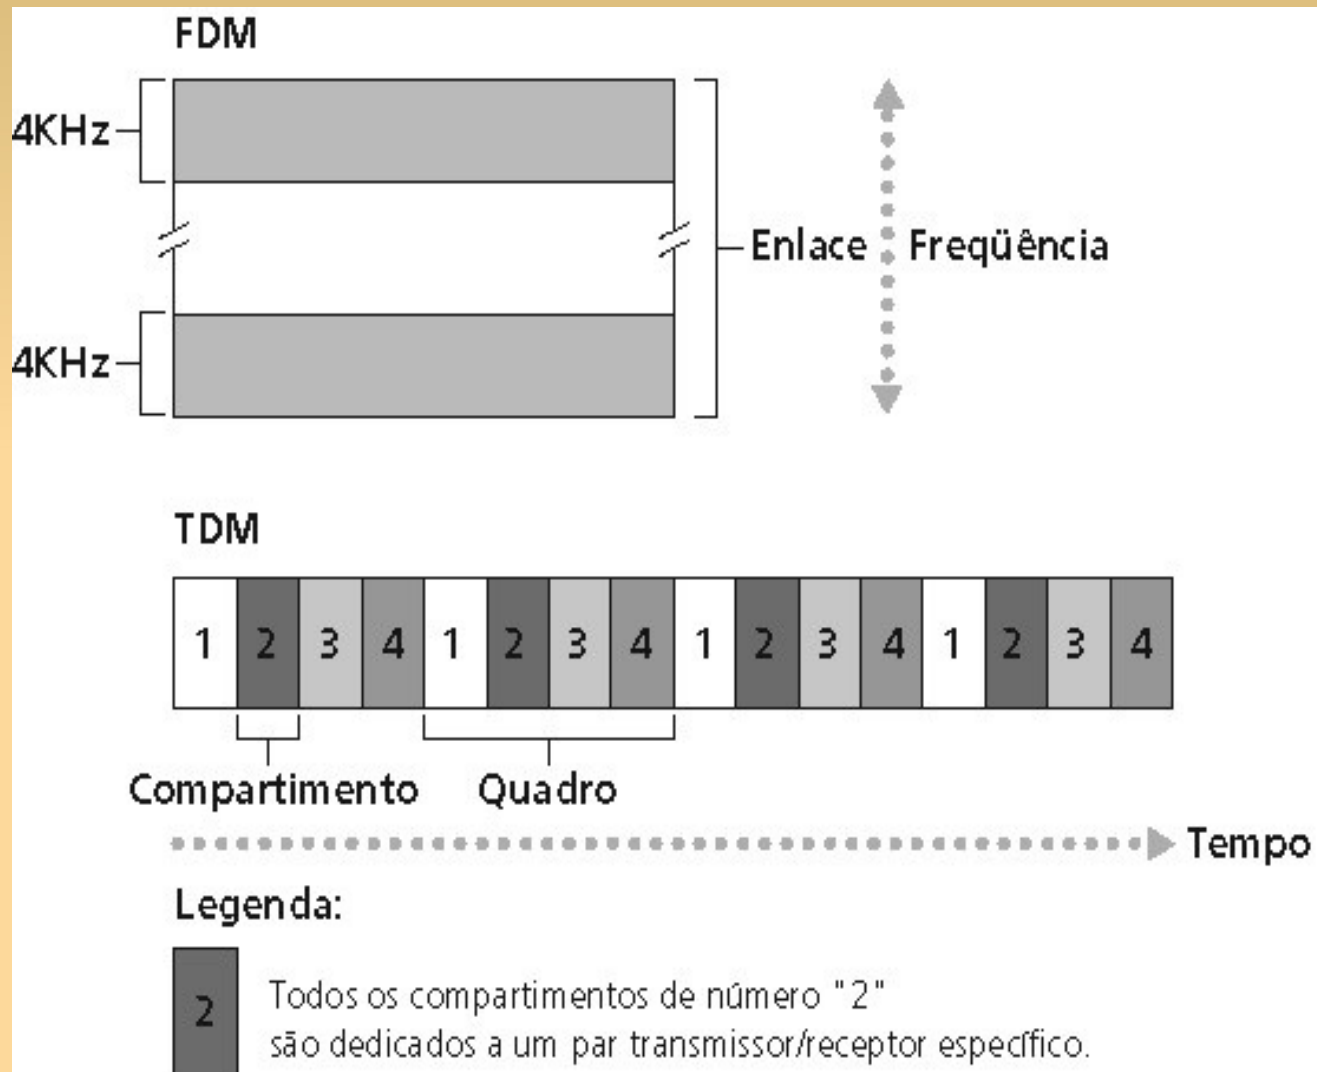 FDM
4KHz
Enlace
Freqüência
4KHz
TDM
1 2 3 4 1 2 3 4 1 2 3 4 1 2 3 4
Compartimento
Quadro
Tempo
Legenda:
2
Todos os compartimentos de número "2"
são dedicados a um par transmissor/receptor específico.